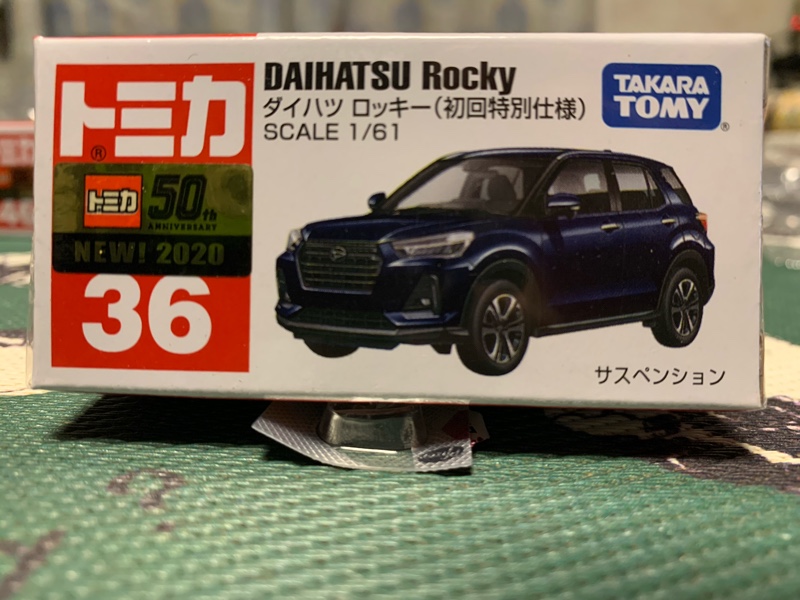 トミカ
®
トミカ 50th
ANNIVERSARY
NEW! 2020
36
DAIHATSU Rocky
ダイハツ ロッキー(初回特別仕様)
SCALE 1/61
TAKARA
TOMY®
サスペンション